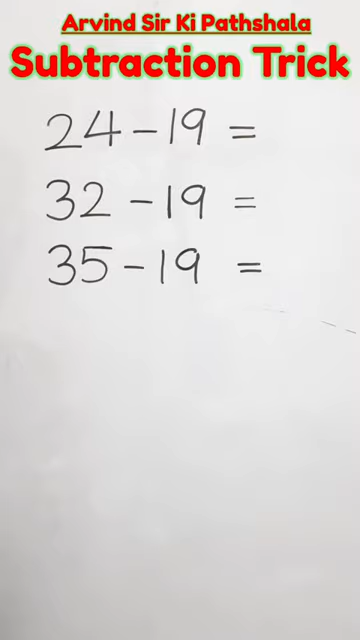 Arvind Sir Ki Pathshala
Subtraction Trick
24 - 19 =
32 - 19 =
35 - 19 =